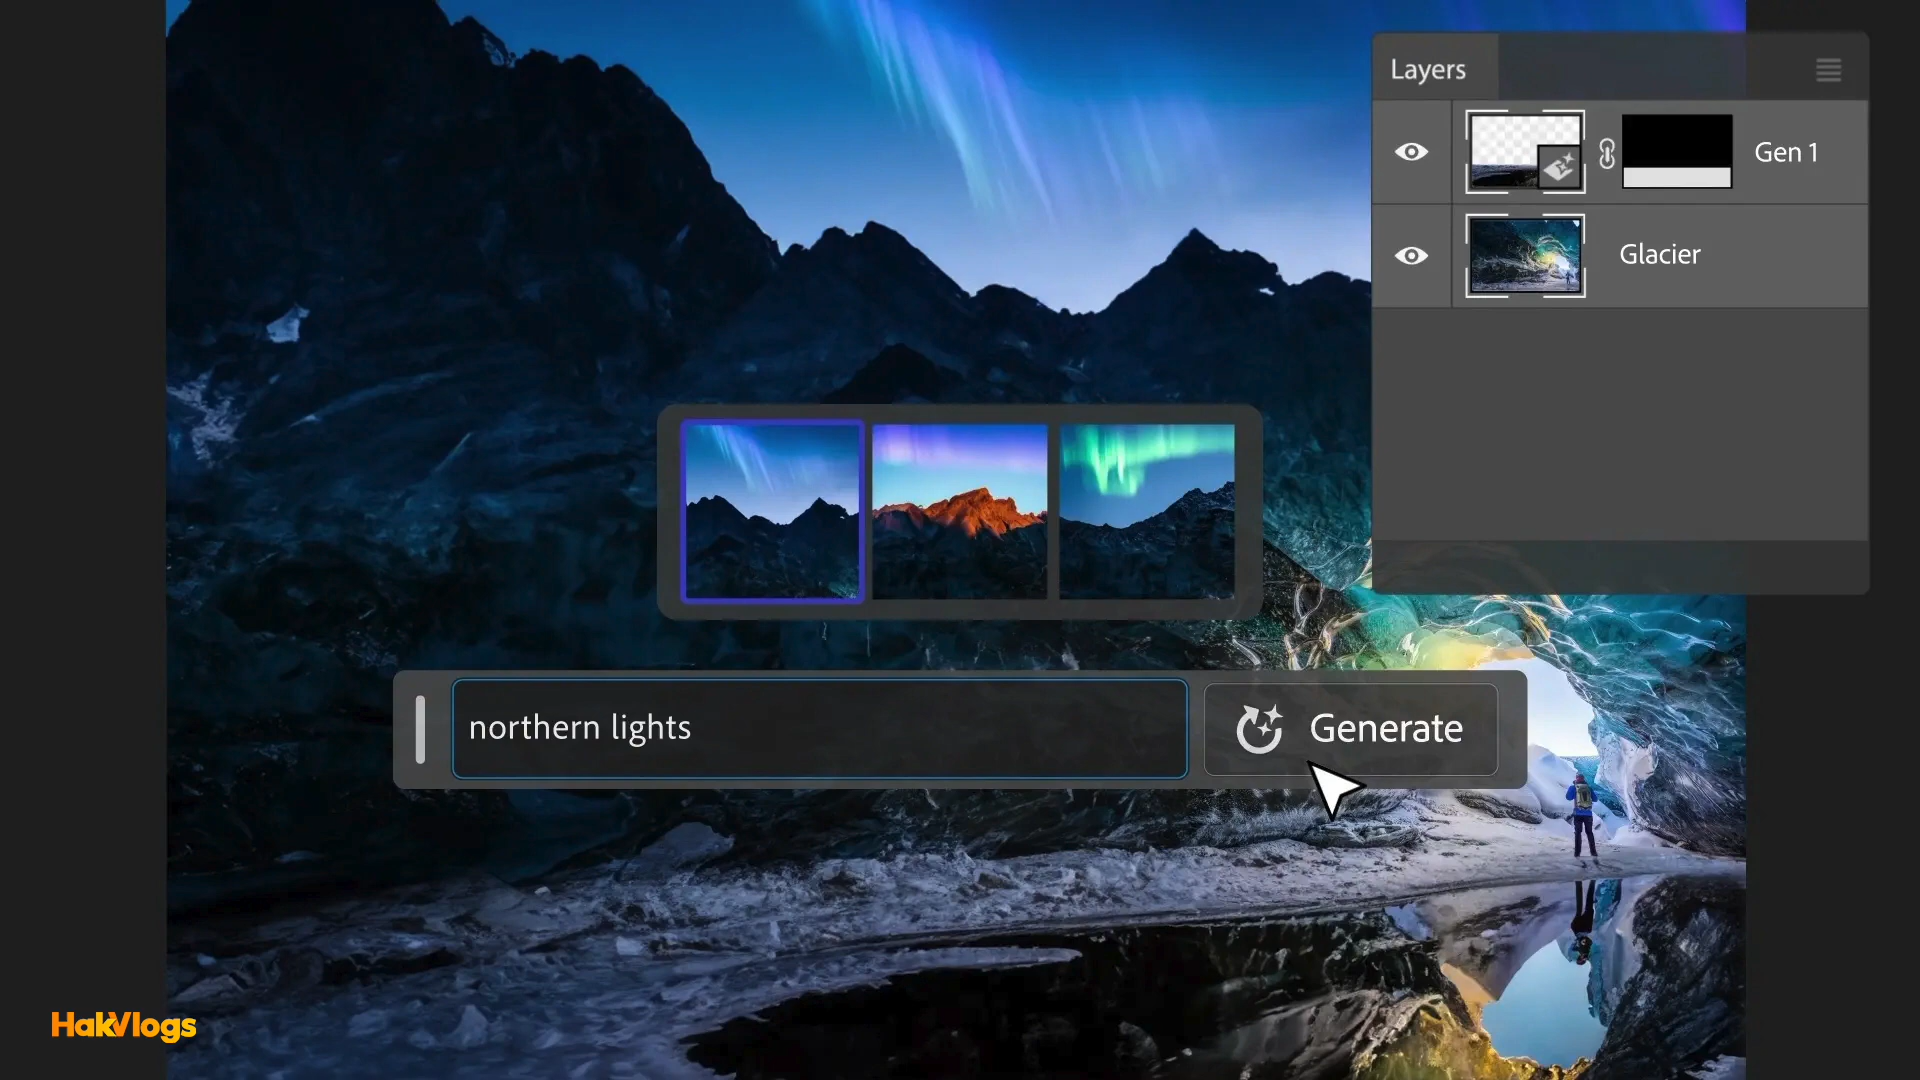 Layers
Gen 1
Glacier
northern lights
Generate
HakVlogs